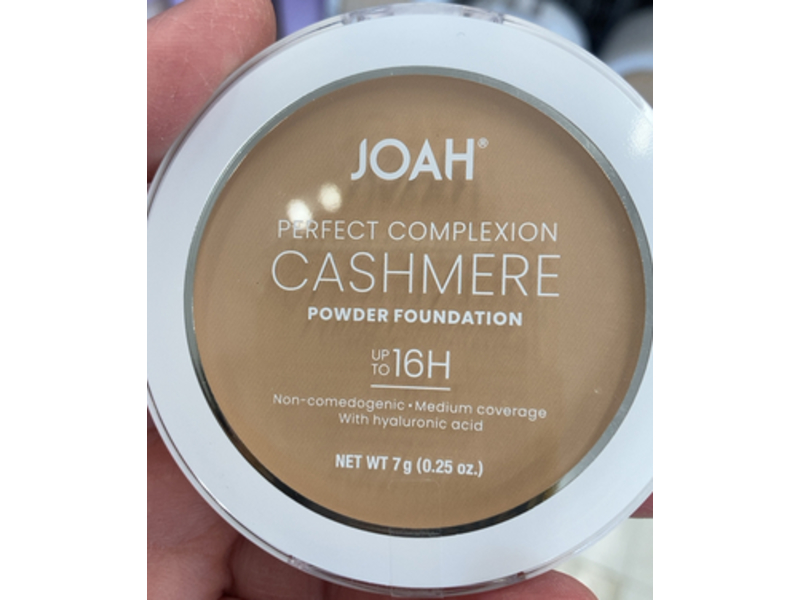 JOAH®
PERFECT COMPLEXION
CASHMERE
POWDER FOUNDATION
UP TO 16H
Non-comedogenic • Medium coverage
With hyaluronic acid
NET WT 7g (0.25 oz.)